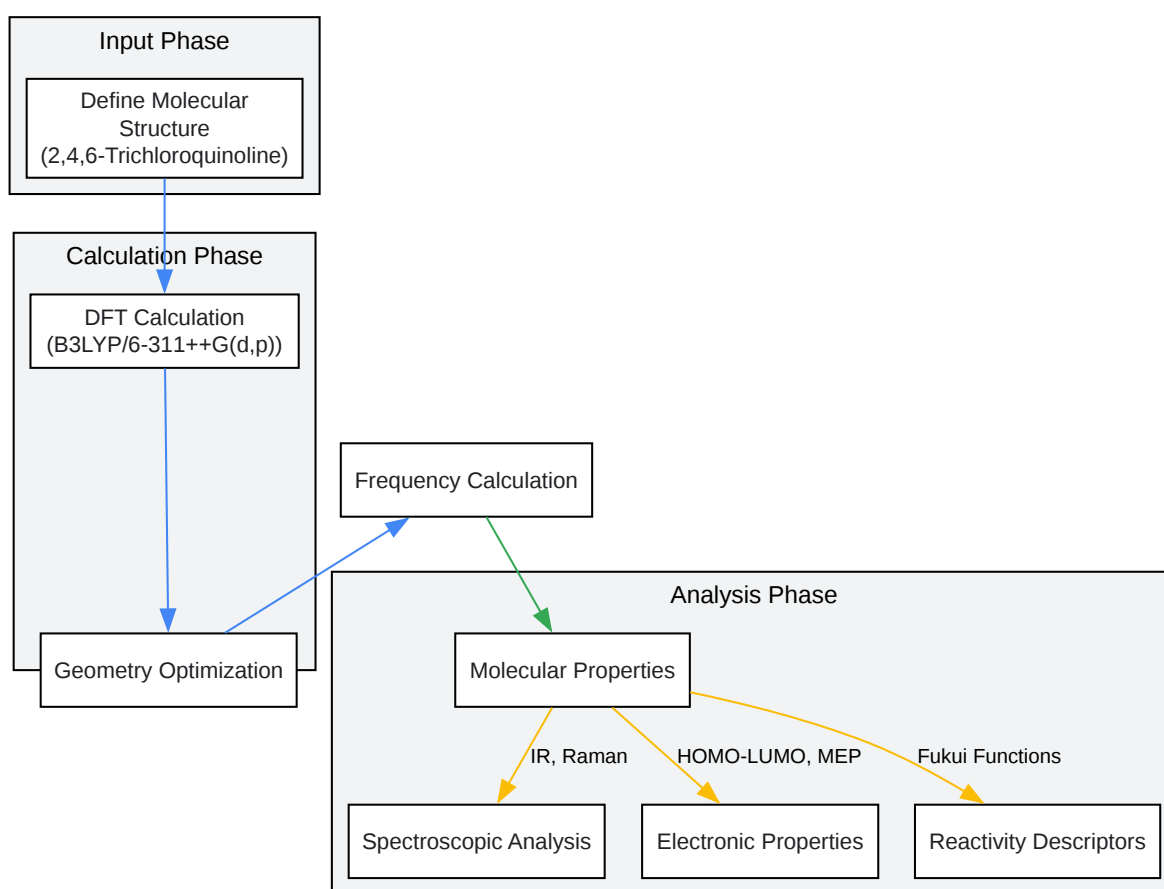 Input Phase
Define Molecular
Structure
(2,4,6-Trichloroquinoline)
Calculation Phase
DFT Calculation
(B3LYP/6-311++G(d,p))
Frequency Calculation
Geometry Optimization
Analysis Phase
Molecular Properties
IR, Raman
HOMO-LUMO, MEP
Fukui Functions
Spectroscopic Analysis
Electronic Properties
Reactivity Descriptors